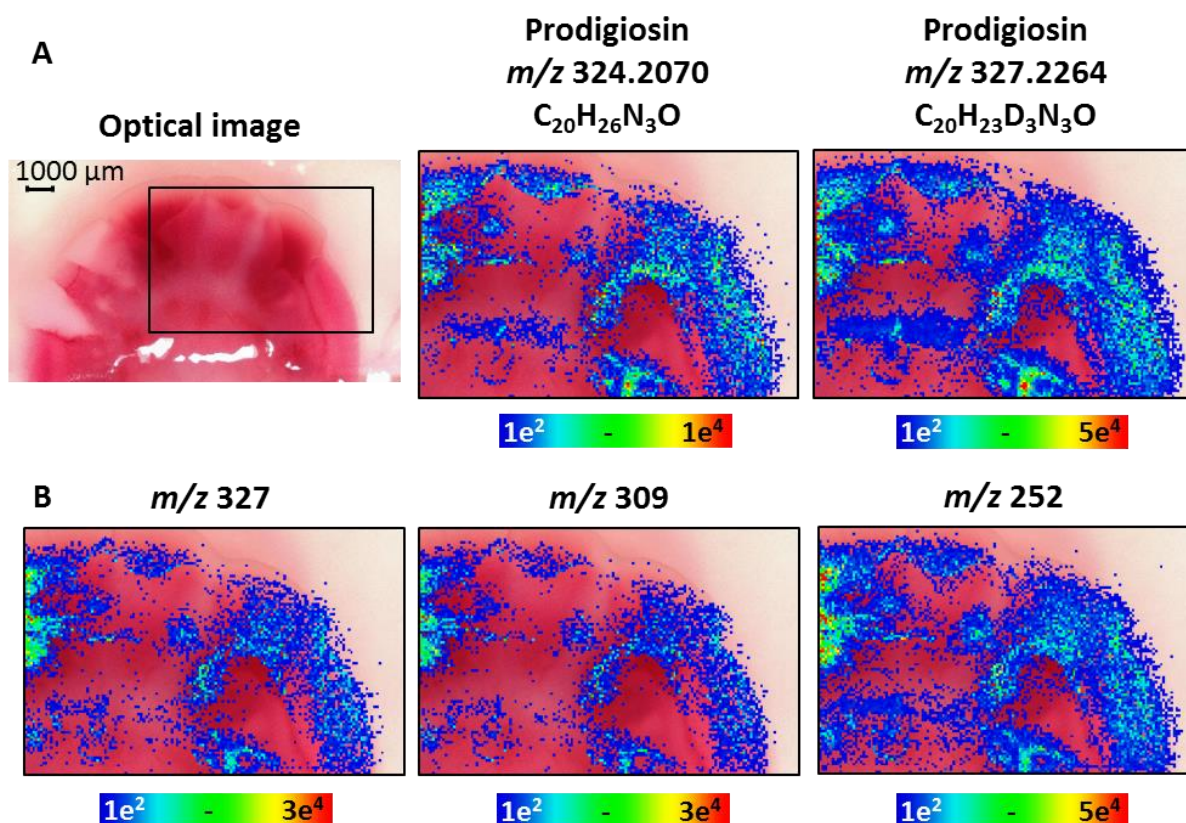 A
Optical image
1000 µm
Prodigiosin
m/z 324.2070
C₂₀H₂₆N₃O
1e² - 1e⁴
Prodigiosin
m/z 327.2264
C₂₀H₂₃D₃N₃O
1e² - 5e⁴
B
m/z 327
1e² - 3e⁴
m/z 309
1e² - 3e⁴
m/z 252
1e² - 5e⁴